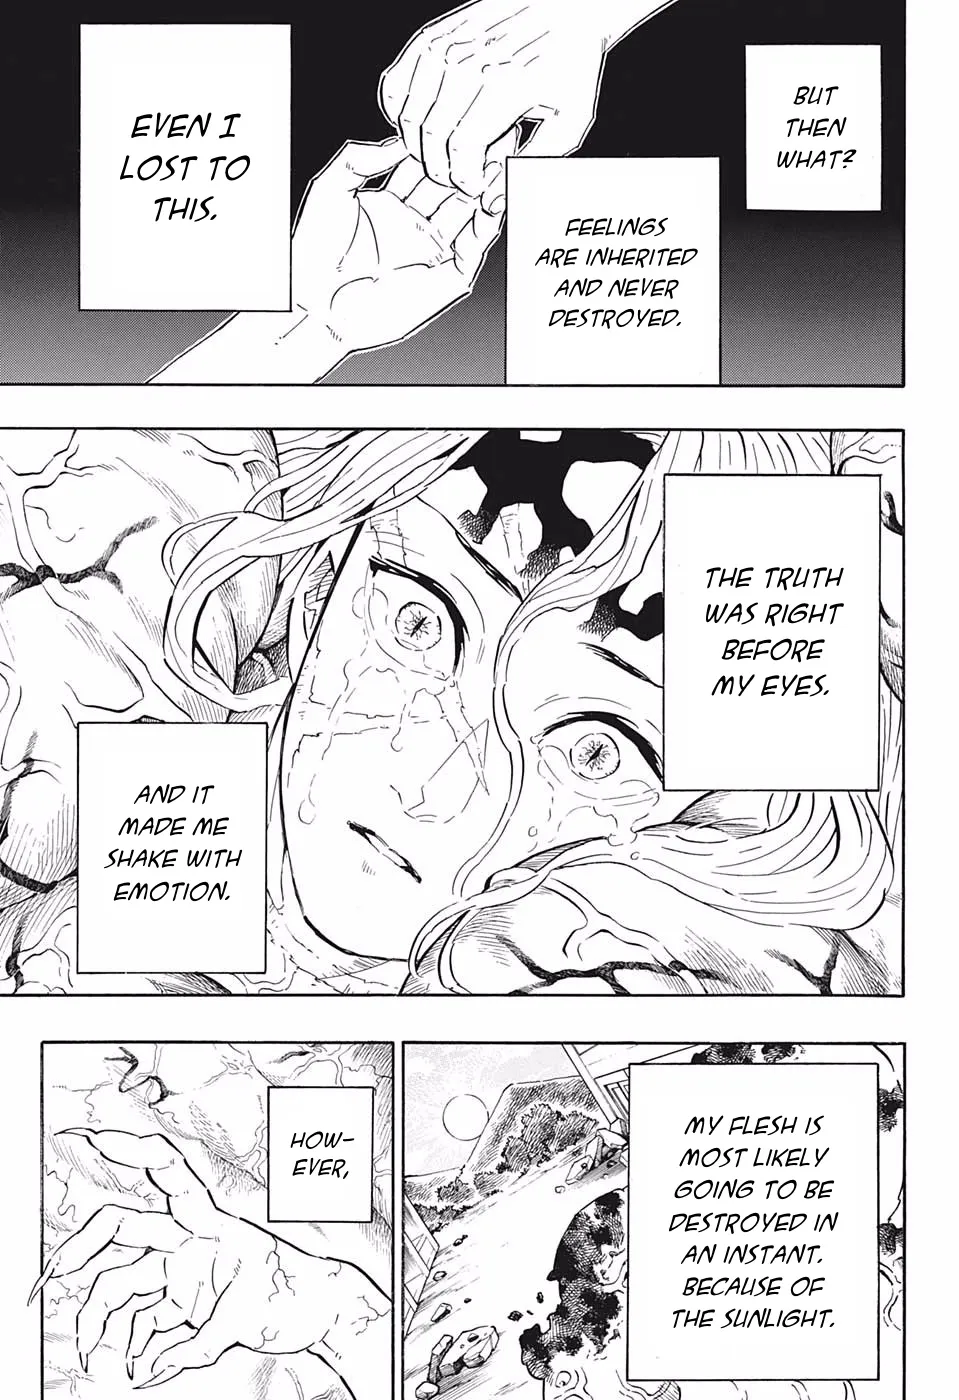 BUT
THEN
WHAT?
FEELINGS
ARE INHERITED
AND NEVER
DESTROYED.
EVEN I
LOST TO
THIS.
THE TRUTH
WAS RIGHT
BEFORE
MY EYES.
AND IT
MADE ME
SHAKE WITH
EMOTION.
MY FLESH IS
MOST LIKELY
GOING TO BE
DESTROYED IN
AN INSTANT.
BECAUSE OF
THE SUNLIGHT.
HOW-
EVER,